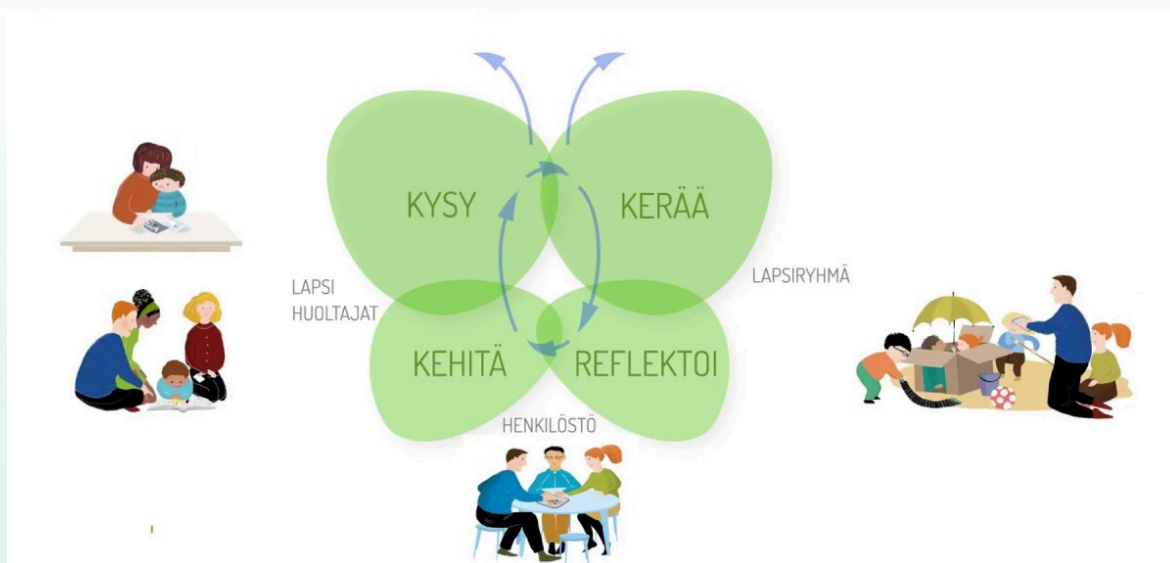 KYSY
KERÄÄ
LAPSI
HUOLTAJAT
LAPSIRYHMÄ
KEHITÄ
REFLEKTOI
HENKILÖSTÖ